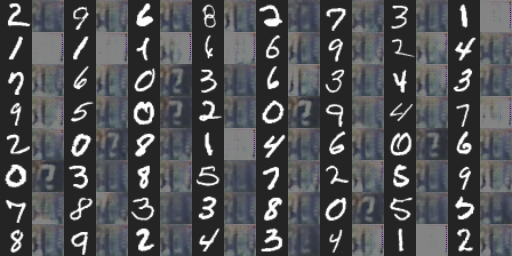 2 9 6 8 2 7 3 1
1 1 1 6 6 9 2 4
7 6 0 3 6 3 4 3
9 5 0 2 0 9 4 7
2 0 8 1 4 6 0 6
0 3 8 5 7 2 5 9
7 8 3 3 8 0 5 5
8 9 2 4 3 4 1 2